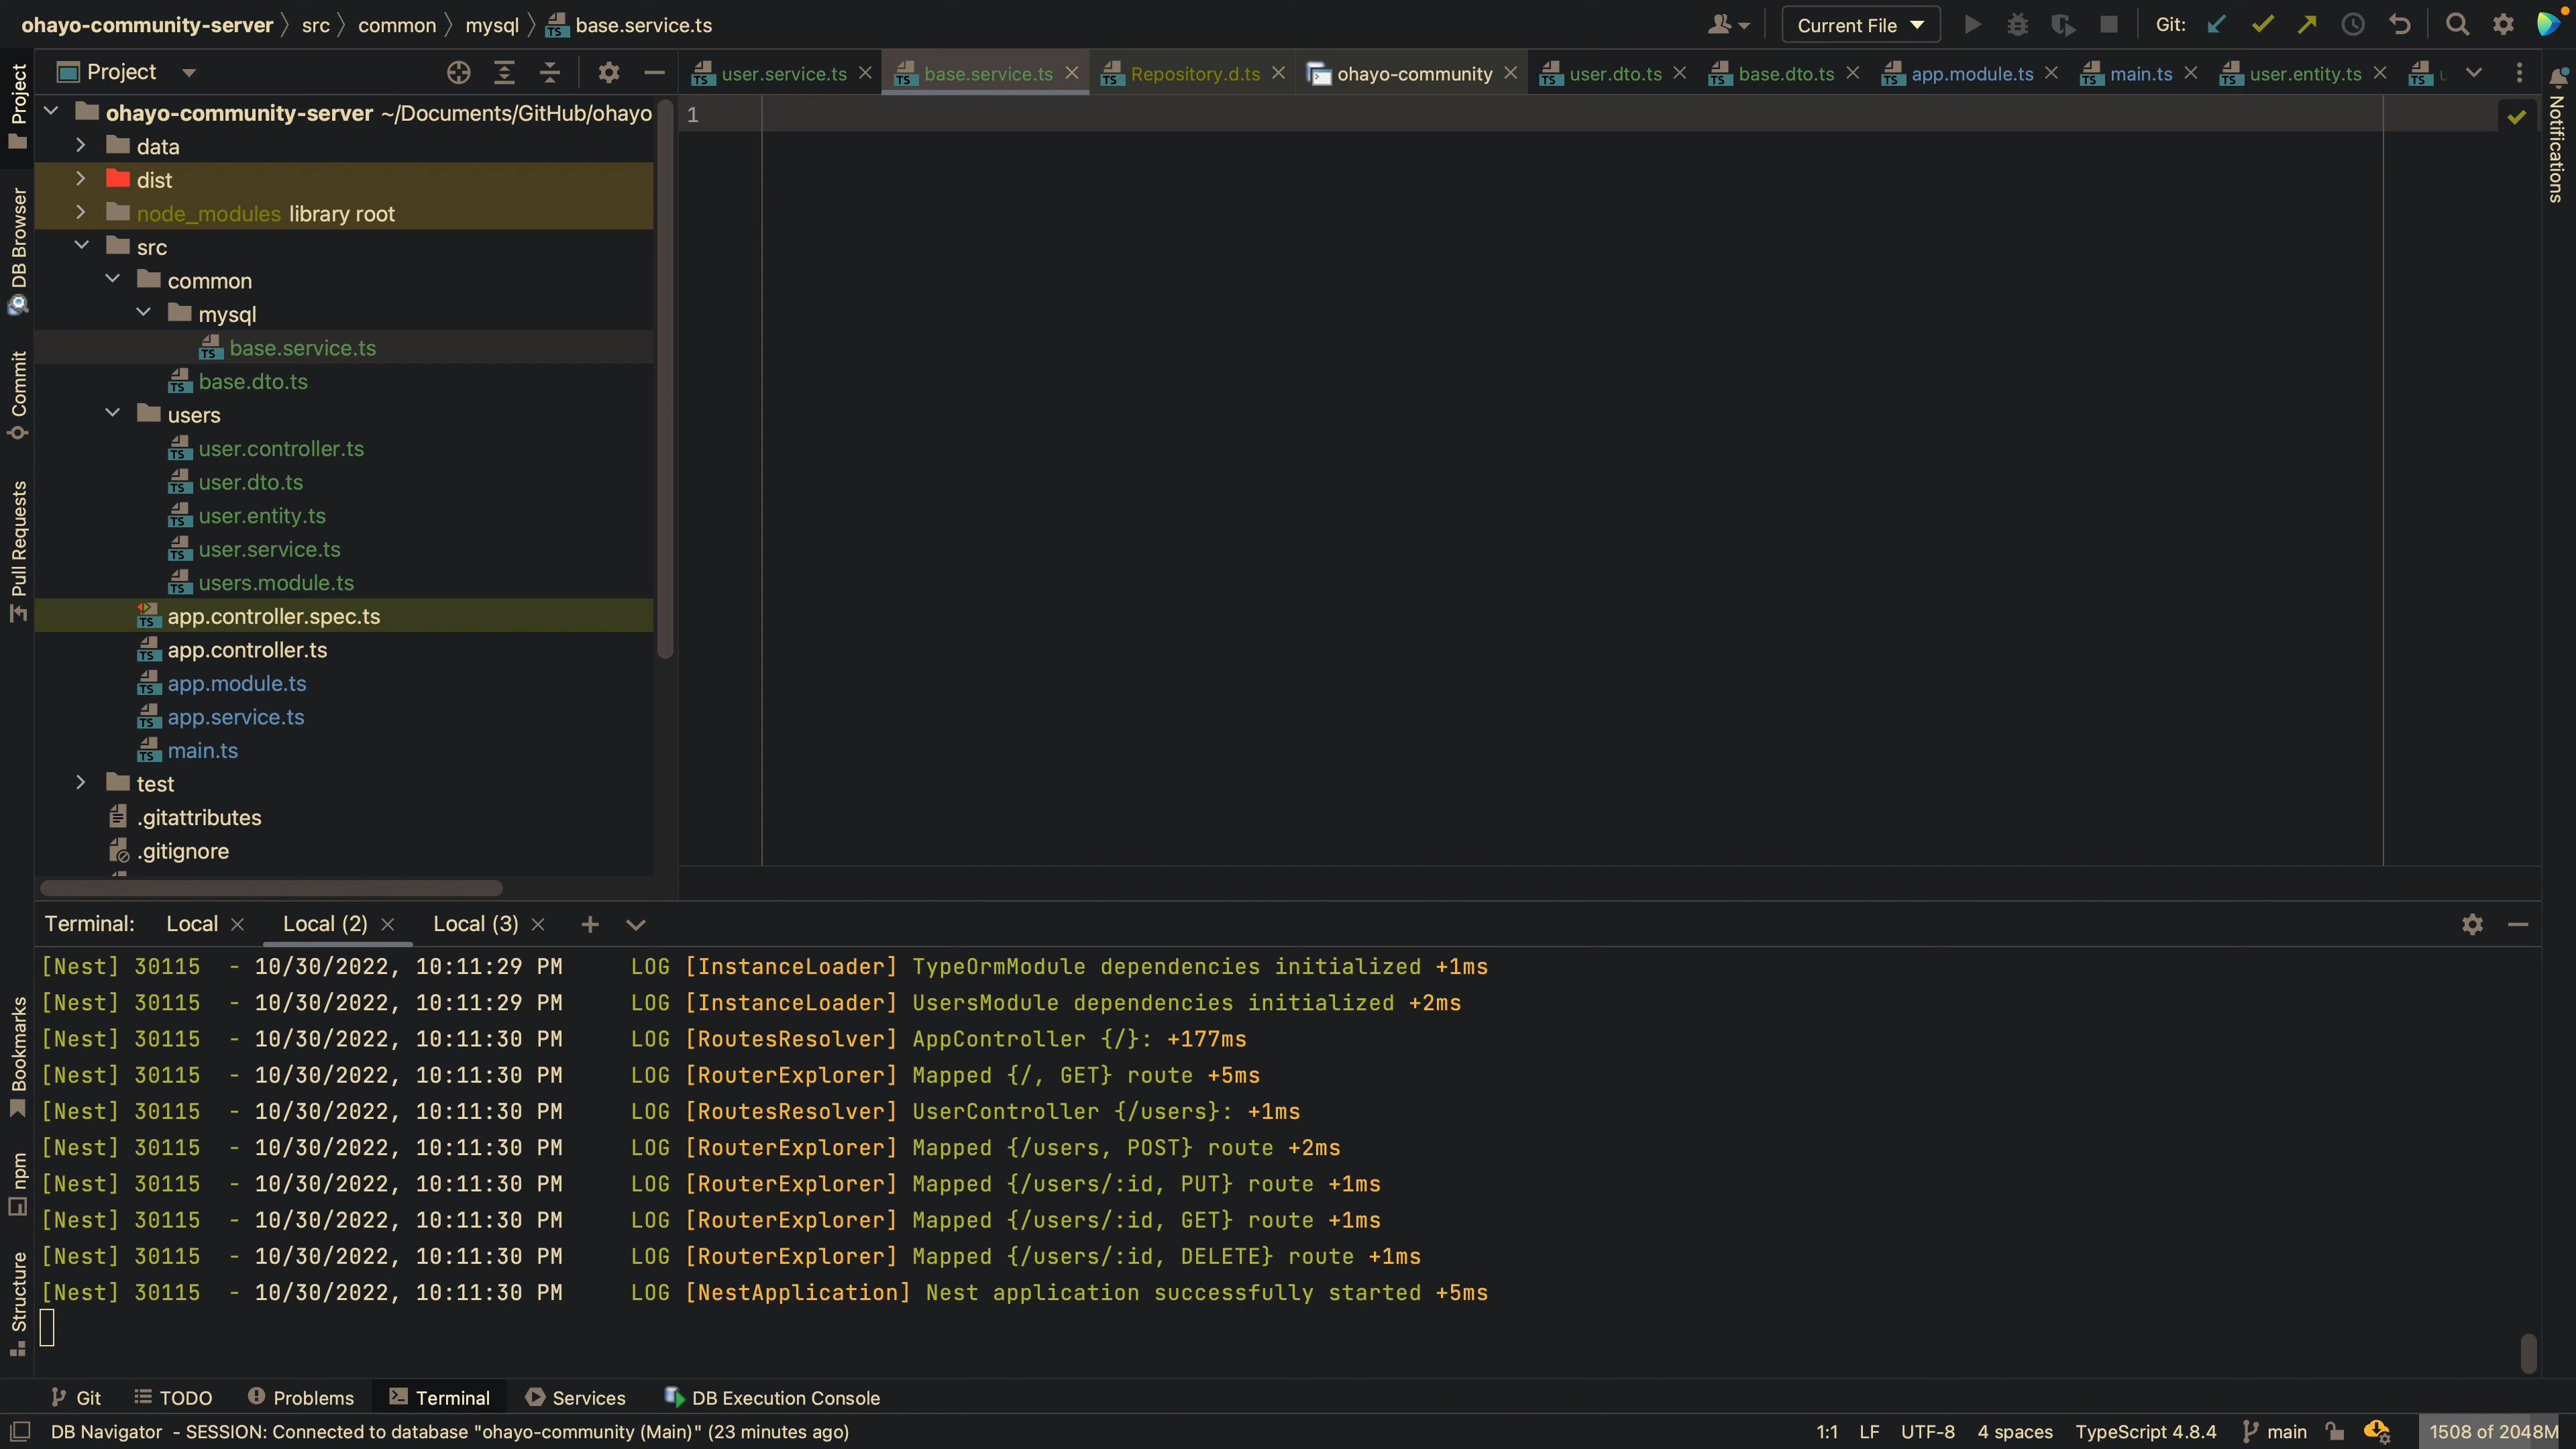 ohayo-community-server src common mysql base.service.ts
Current File
Git:
Project
user.service.ts
base.service.ts
Repository.d.ts
ohayo-community
user.dto.ts
base.dto.ts
app.module.ts
main.ts
user.entity.ts
Project
DB Browser
Commit
Pull Requests
Bookmarks
npm
Structure
Notifications
ohayo-community-server ~/Documents/GitHub/ohayo
data
dist
node_modules library root
src
common
mysql
base.service.ts
base.dto.ts
users
user.controller.ts
user.dto.ts
user.entity.ts
user.service.ts
users.module.ts
app.controller.spec.ts
app.controller.ts
app.module.ts
app.service.ts
main.ts
test
.gitattributes
.gitignore
1
Terminal: Local Local (2) Local (3)
[Nest] 30115 - 10/30/2022, 10:11:29 PM LOG [InstanceLoader] TypeOrmModule dependencies initialized +1ms
[Nest] 30115 - 10/30/2022, 10:11:29 PM LOG [InstanceLoader] UsersModule dependencies initialized +2ms
[Nest] 30115 - 10/30/2022, 10:11:30 PM LOG [RoutesResolver] AppController {/}: +177ms
[Nest] 30115 - 10/30/2022, 10:11:30 PM LOG [RouterExplorer] Mapped {/, GET} route +5ms
[Nest] 30115 - 10/30/2022, 10:11:30 PM LOG [RoutesResolver] UserController {/users}: +1ms
[Nest] 30115 - 10/30/2022, 10:11:30 PM LOG [RouterExplorer] Mapped {/users, POST} route +2ms
[Nest] 30115 - 10/30/2022, 10:11:30 PM LOG [RouterExplorer] Mapped {/users/:id, PUT} route +1ms
[Nest] 30115 - 10/30/2022, 10:11:30 PM LOG [RouterExplorer] Mapped {/users/:id, GET} route +1ms
[Nest] 30115 - 10/30/2022, 10:11:30 PM LOG [RouterExplorer] Mapped {/users/:id, DELETE} route +1ms
[Nest] 30115 - 10/30/2022, 10:11:30 PM LOG [NestApplication] Nest application successfully started +5ms
Git TODO Problems Terminal Services DB Execution Console
DB Navigator - SESSION: Connected to database "ohayo-community (Main)" (23 minutes ago)
1:1 LF UTF-8 4 spaces TypeScript 4.8.4 main 1508 of 2048M